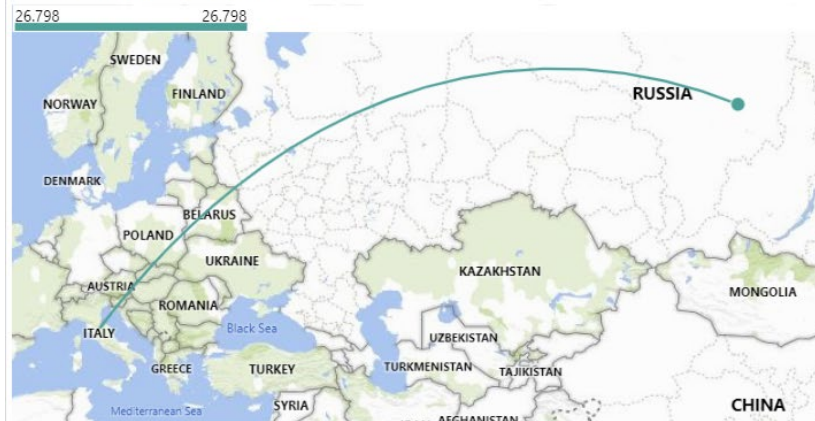 26.798 26.798
SWEDEN
NORWAY
FINLAND
RUSSIA
DENMARK
BELARUS
POLAND
UKRAINE
KAZAKHSTAN
AUSTRIA
MONGOLIA
ROMANIA
ITALY
Black Sea
UZBEKISTAN
GREECE
TURKEY
TURKMENISTAN
TAJIKISTAN
SYRIA
CHINA
Mediterranean Sea
AFGHANISTAN